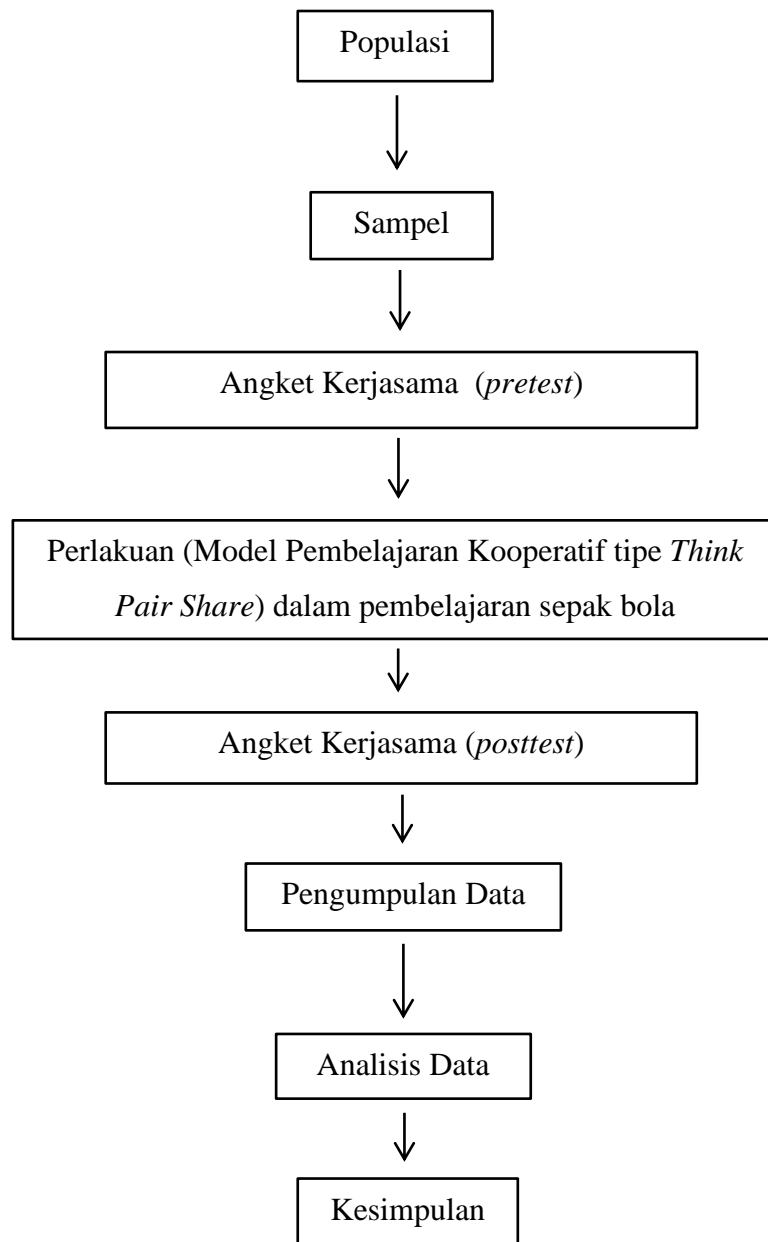 Populasi
Sampel
Angket Kerjasama (pretest)
Perlakuan (Model Pembelajaran Kooperatif tipe Think
Pair Share) dalam pembelajaran sepak bola
Angket Kerjasama (posttest)
Pengumpulan Data
Analisis Data
Kesimpulan